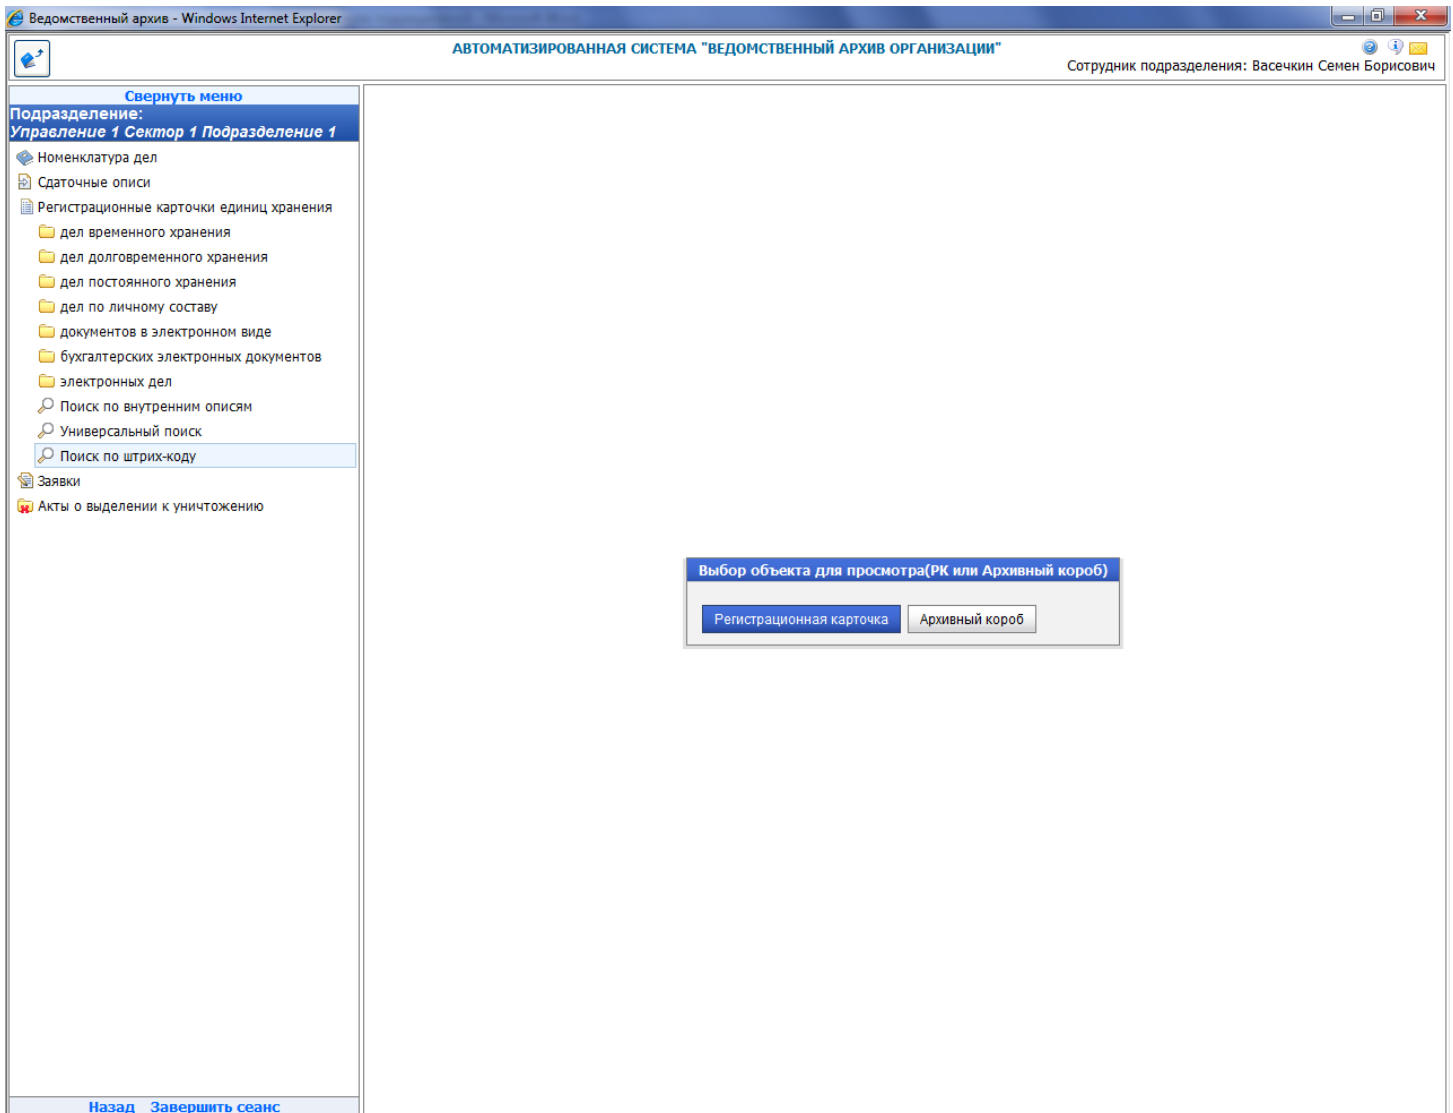 Ведомственный архив - Windows Internet Explorer
АВТОМАТИЗИРОВАННАЯ СИСТЕМА "ВЕДОМСТВЕННЫЙ АРХИВ ОРГАНИЗАЦИИ"
Сотрудник подразделения: Васечкин Семен Борисович
Свернуть меню
Подразделение:
Управление 1 Сектор 1 Подразделение 1
Номенклатура дел
Сдаточные описи
Регистрационные карточки единиц хранения
дел временного хранения
дел долговременного хранения
дел постоянного хранения
дел по личному составу
документов в электронном виде
бухгалтерских электронных документов
электронных дел
Поиск по внутренним описям
Универсальный поиск
Поиск по штрих-коду
Заявки
Акты о выделении к уничтожению
Выбор объекта для просмотра(РК или Архивный короб)
Регистрационная карточка Архивный короб
Назад Завершить сеанс